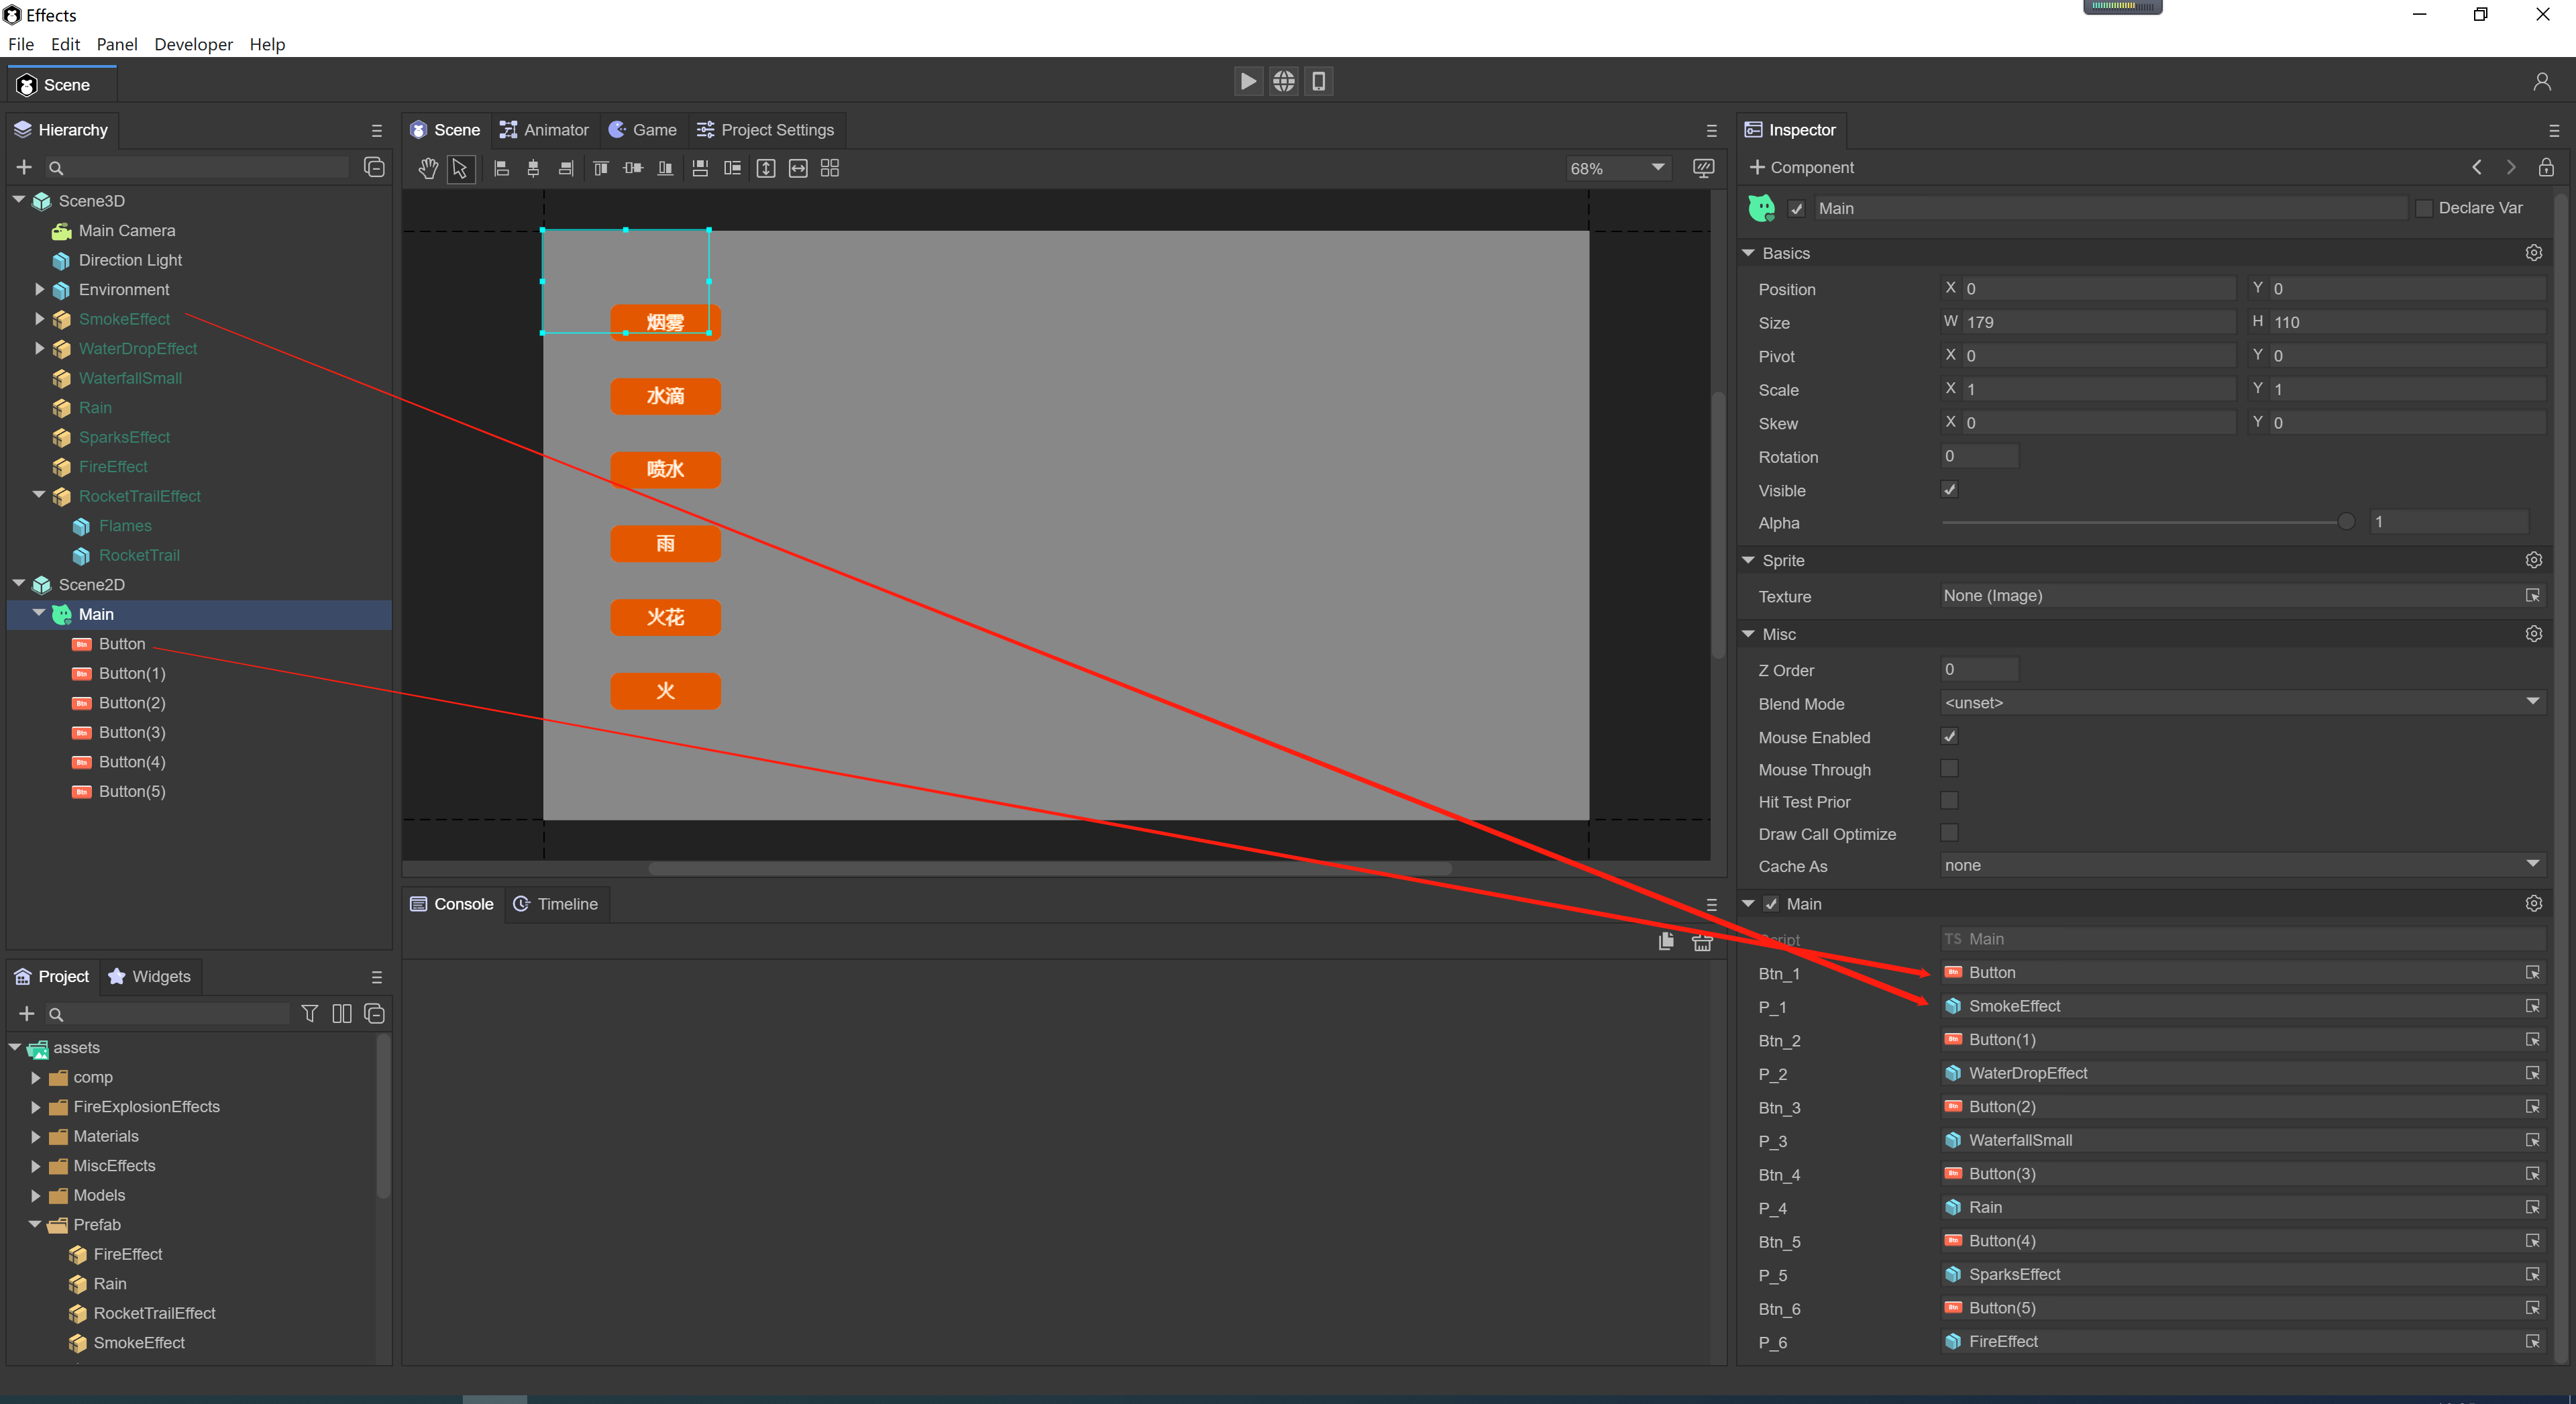 Effects
File Edit Panel Developer Help
Scene
Hierarchy
Scene Animator Game Project Settings
Inspector
68%
Component
Scene3D
Main Camera
Direction Light
Environment
SmokeEffect
WaterDropEffect
WaterfallSmall
Rain
SparksEffect
FireEffect
RocketTrailEffect
Flames
RocketTrail
Scene2D
Main
Button
Button(1)
Button(2)
Button(3)
Button(4)
Button(5)
烟雾
水滴
喷水
雨
火花
火
Main Declare Var
Basics
Position X 0 Y 0
Size W 179 H 110
Pivot X 0 Y 0
Scale X 1 Y 1
Skew X 0 Y 0
Rotation 0
Visible
Alpha 1
Sprite
Texture None (Image)
Misc
Z Order 0
Blend Mode <unset>
Mouse Enabled
Mouse Through
Hit Test Prior
Draw Call Optimize
Cache As none
Main
Script TS Main
Btn_1 Button
P_1 SmokeEffect
Btn_2 Button(1)
P_2 WaterDropEffect
Btn_3 Button(2)
P_3 WaterfallSmall
Btn_4 Button(3)
P_4 Rain
Btn_5 Button(4)
P_5 SparksEffect
Btn_6 Button(5)
P_6 FireEffect
Console Timeline
Project Widgets
assets
comp
FireExplosionEffects
Materials
MiscEffects
Models
Prefab
FireEffect
Rain
RocketTrailEffect
SmokeEffect